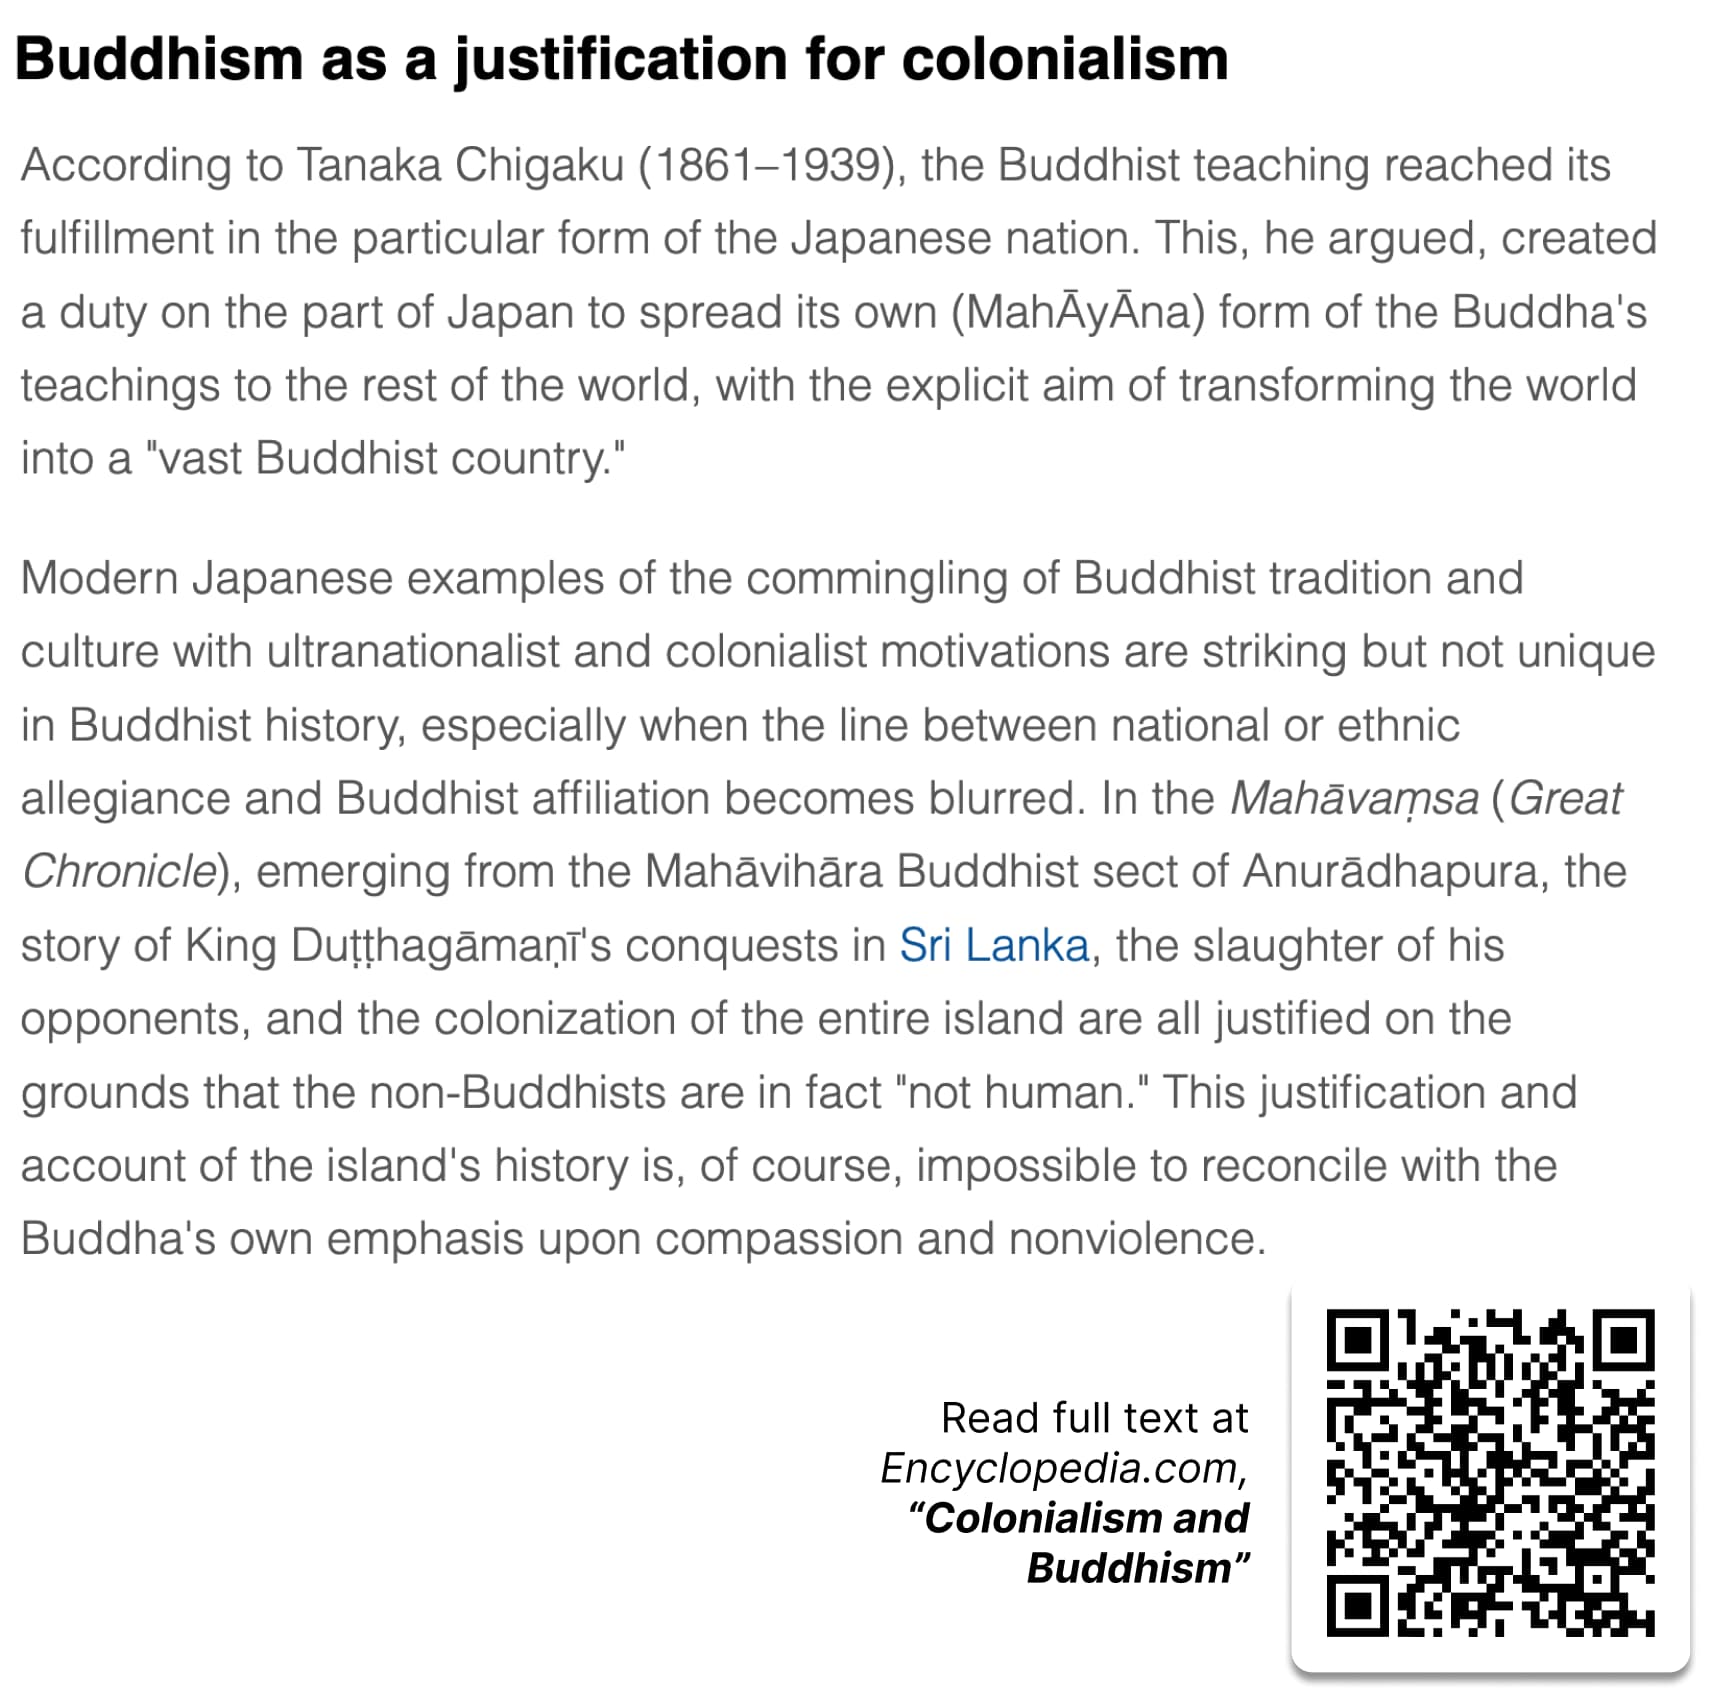 Buddhism as a justification for colonialism
According to Tanaka Chigaku (1861–1939), the Buddhist teaching reached its
fulfillment in the particular form of the Japanese nation. This, he argued, created
a duty on the part of Japan to spread its own (MahĀyĀna) form of the Buddha's
teachings to the rest of the world, with the explicit aim of transforming the world
into a "vast Buddhist country."
Modern Japanese examples of the commingling of Buddhist tradition and
culture with ultranationalist and colonialist motivations are striking but not unique
in Buddhist history, especially when the line between national or ethnic
allegiance and Buddhist affiliation becomes blurred. In the Mahāvaṃsa (Great
Chronicle), emerging from the Mahāvihāra Buddhist sect of Anurādhapura, the
story of King Duṭṭhagāmaṇī's conquests in Sri Lanka, the slaughter of his
opponents, and the colonization of the entire island are all justified on the
grounds that the non-Buddhists are in fact "not human." This justification and
account of the island's history is, of course, impossible to reconcile with the
Buddha's own emphasis upon compassion and nonviolence.
Read full text at
Encyclopedia.com,
“Colonialism and
Buddhism”